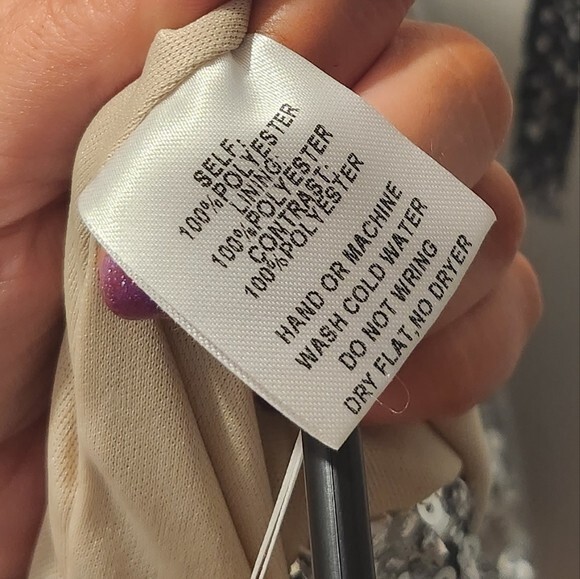 SELF:
100%POLYESTER
LINING:
100%POLYESTER
CONTRAST:
100%POLYESTER
HAND OR MACHINE
WASH COLD WATER
DO NOT WIRING
DRY FLAT,NO DRYER